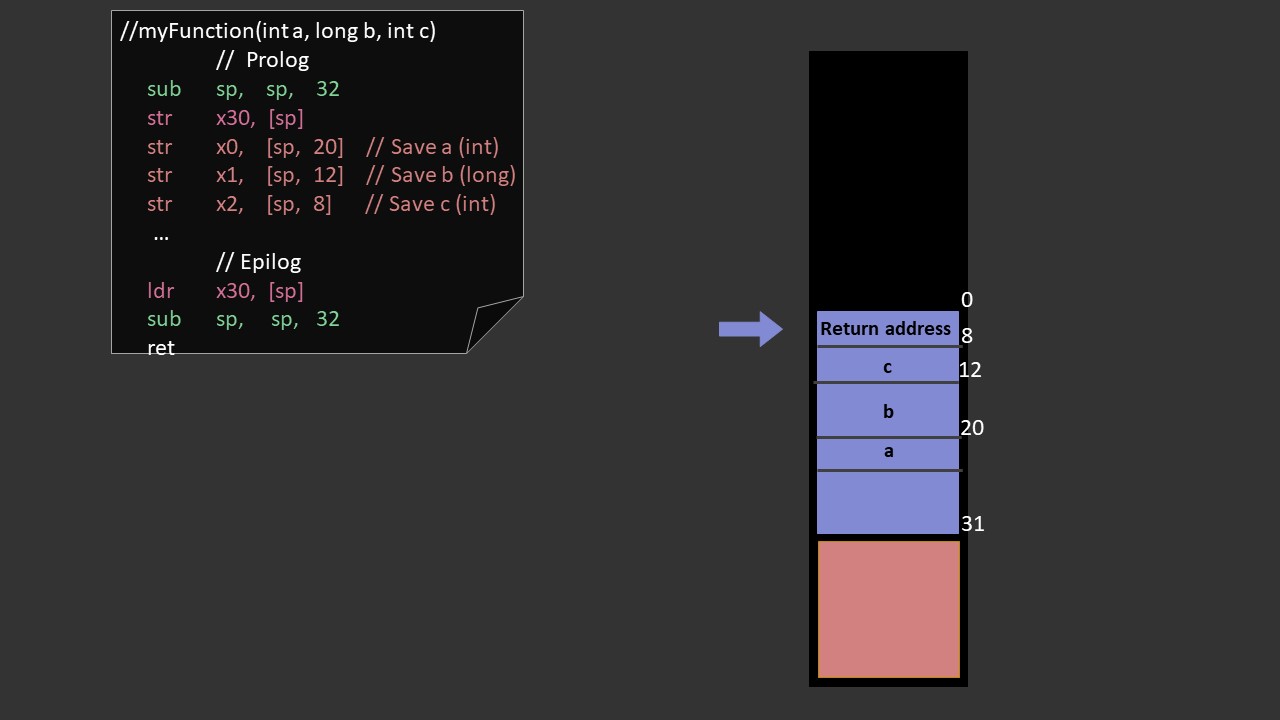 //myFunction(int a, long b, int c)
// Prolog
sub sp, sp, 32
str x30, [sp]
str x0, [sp, 20] // Save a (int)
str x1, [sp, 12] // Save b (long)
str x2, [sp, 8] // Save c (int)
...
// Epilog
ldr x30, [sp]
sub sp, sp, 32
ret
0
Return address
8
c
12
b
20
a
31